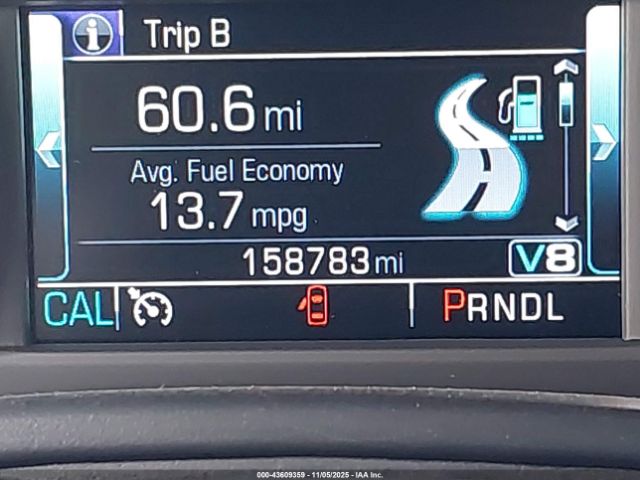 Trip B
60.6 mi
Avg. Fuel Economy
13.7 mpg
158783 mi
V8
CAL
PRNDL
000-43609359 - 11/05/2025 - IAA Inc.